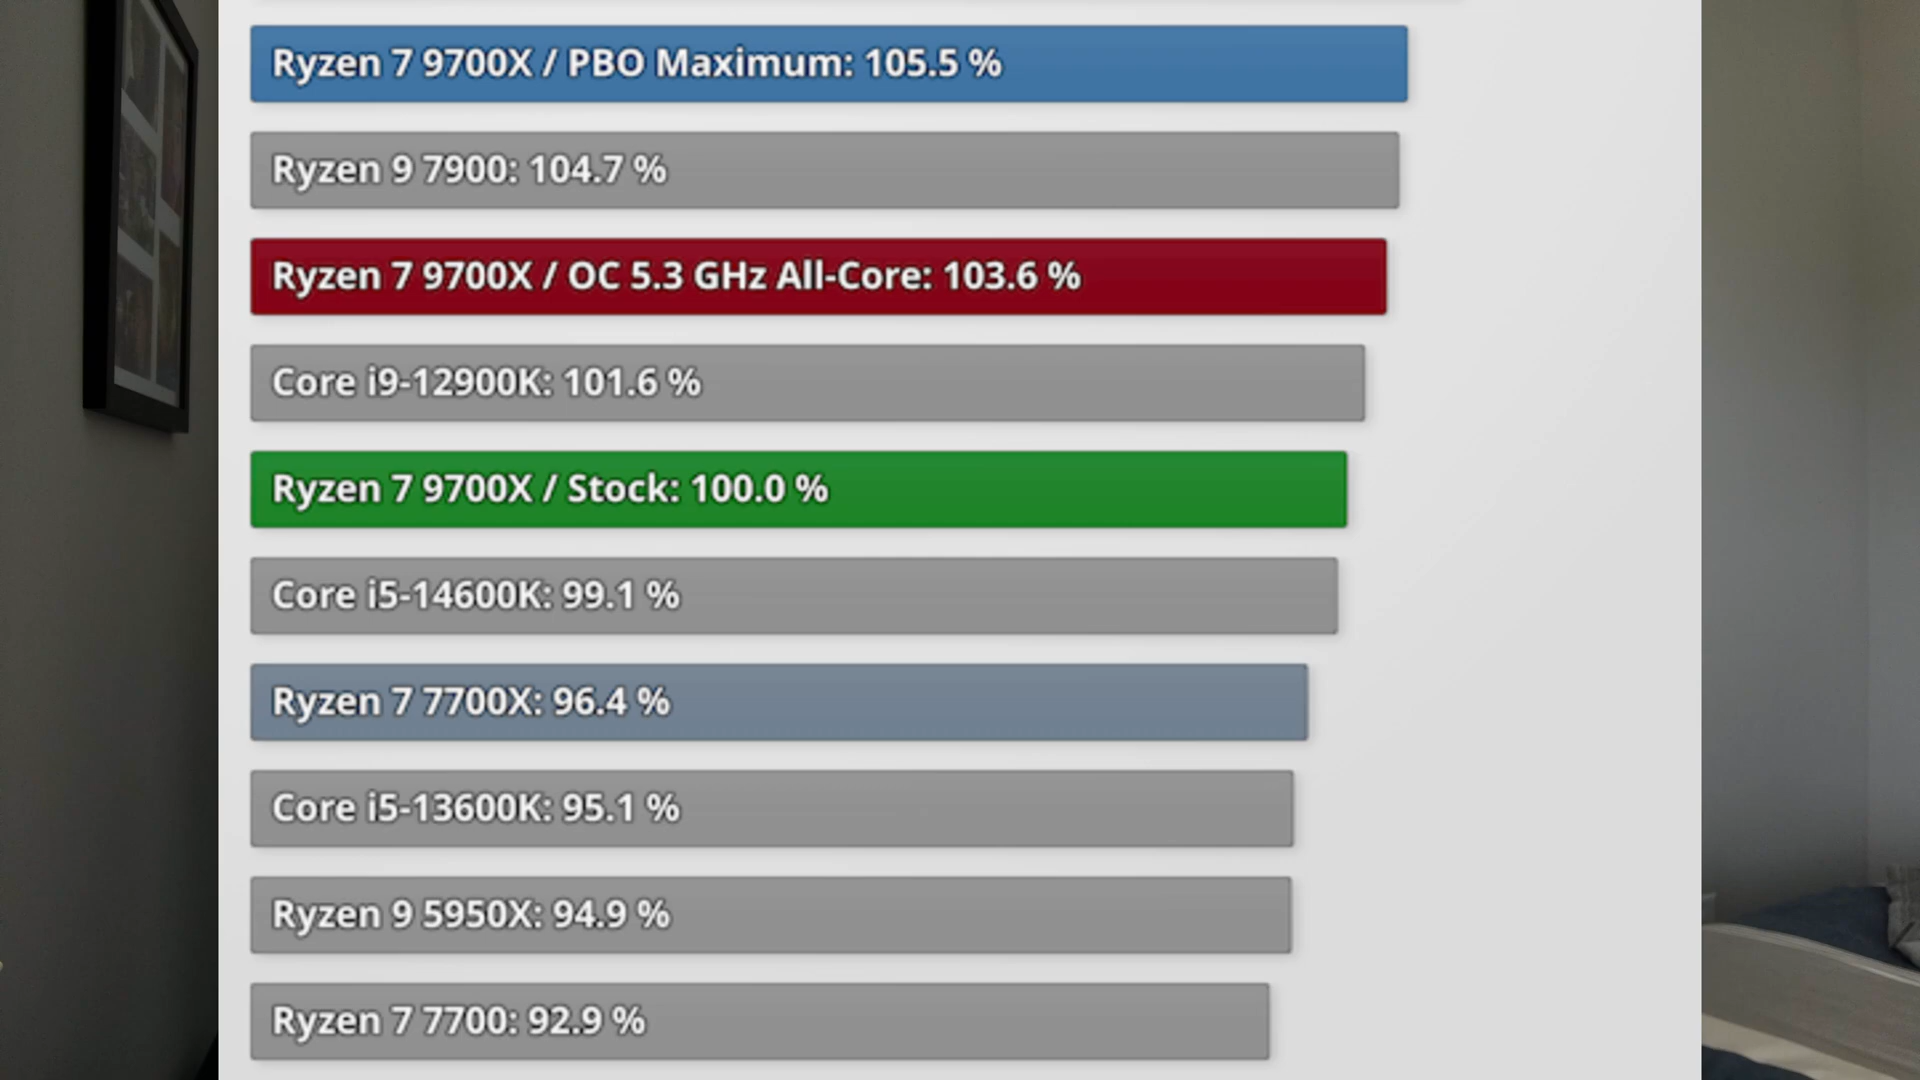 Ryzen 7 9700X / PBO Maximum: 105.5 %
Ryzen 9 7900: 104.7 %
Ryzen 7 9700X / OC 5.3 GHz All-Core: 103.6 %
Core i9-12900K: 101.6 %
Ryzen 7 9700X / Stock: 100.0 %
Core i5-14600K: 99.1 %
Ryzen 7 7700X: 96.4 %
Core i5-13600K: 95.1 %
Ryzen 9 5950X: 94.9 %
Ryzen 7 7700: 92.9 %